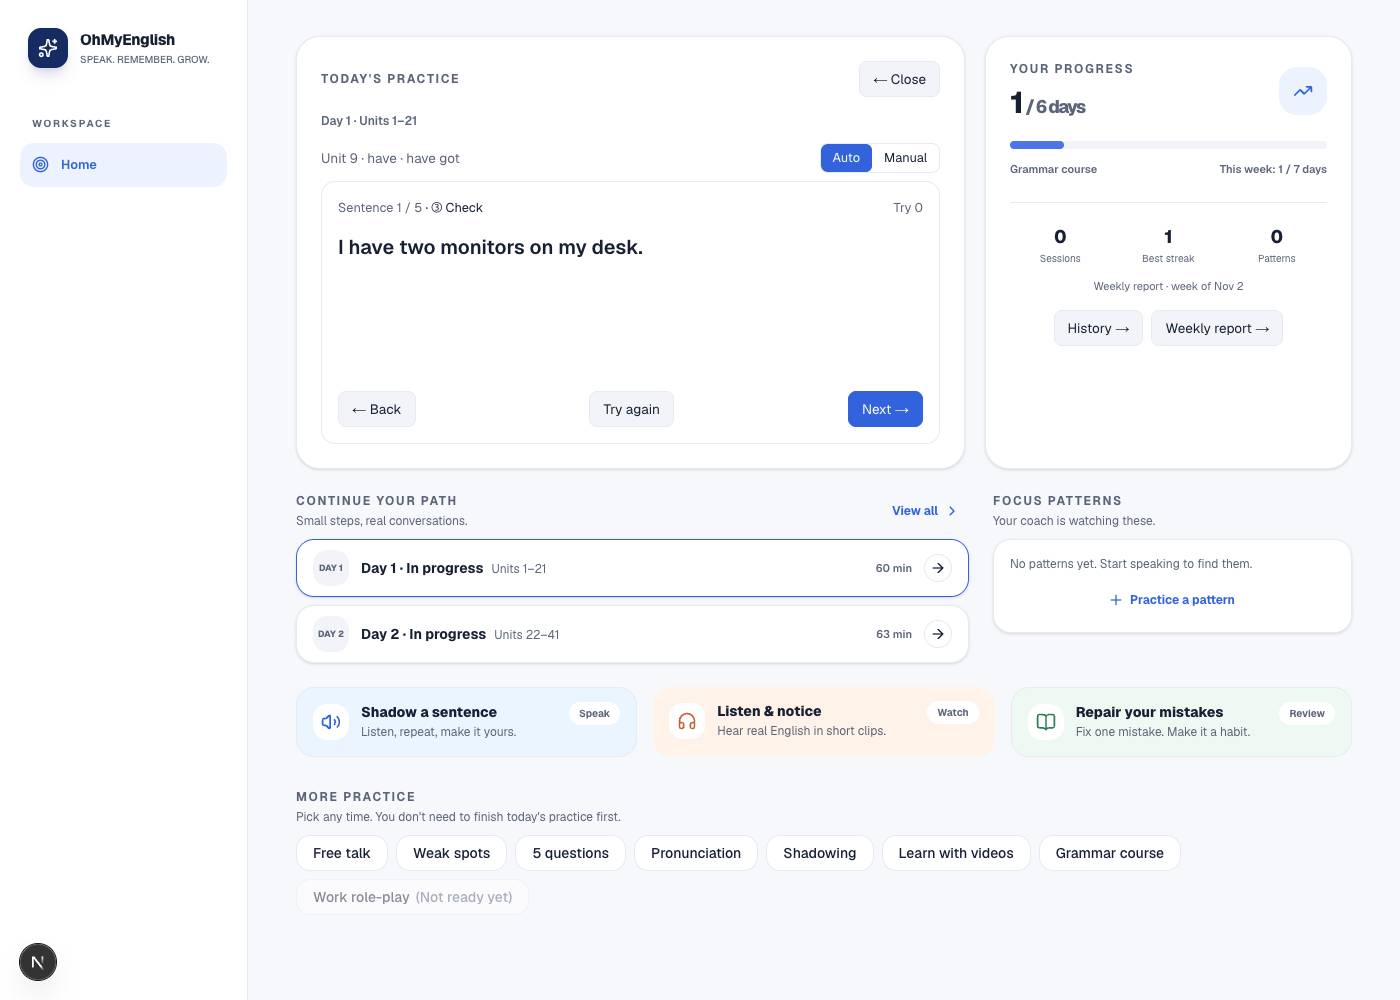 OhMyEnglish
SPEAK. REMEMBER. GROW.
WORKSPACE
Home
TODAY'S PRACTICE
← Close
Day 1 · Units 1–21
Unit 9 · have · have got
Auto
Manual
Sentence 1 / 5 · ③ Check
Try 0
I have two monitors on my desk.
← Back
Try again
Next →
YOUR PROGRESS
1 / 6 days
Grammar course
This week: 1 / 7 days
0
Sessions
1
Best streak
0
Patterns
Weekly report · week of Nov 2
History →
Weekly report →
CONTINUE YOUR PATH
Small steps, real conversations.
View all
DAY 1
Day 1 · In progress Units 1–21
60 min
DAY 2
Day 2 · In progress Units 22–41
63 min
FOCUS PATTERNS
Your coach is watching these.
No patterns yet. Start speaking to find them.
Practice a pattern
Shadow a sentence
Listen, repeat, make it yours.
Speak
Listen & notice
Hear real English in short clips.
Watch
Repair your mistakes
Fix one mistake. Make it a habit.
Review
MORE PRACTICE
Pick any time. You don't need to finish today's practice first.
Free talk
Weak spots
5 questions
Pronunciation
Shadowing
Learn with videos
Grammar course
Work role-play (Not ready yet)
N